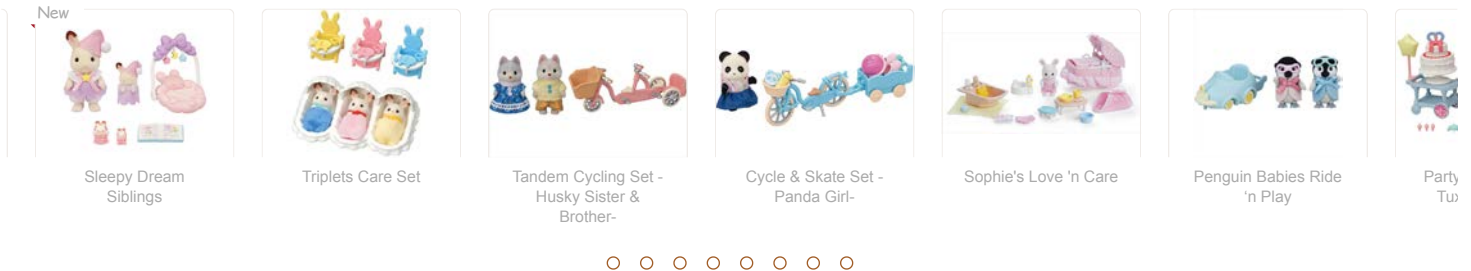 New
Sleepy Dream
Siblings
Triplets Care Set
Tandem Cycling Set -
Husky Sister &
Brother-
Cycle & Skate Set -
Panda Girl-
Sophie's Love 'n Care
Penguin Babies Ride
'n Play
Party